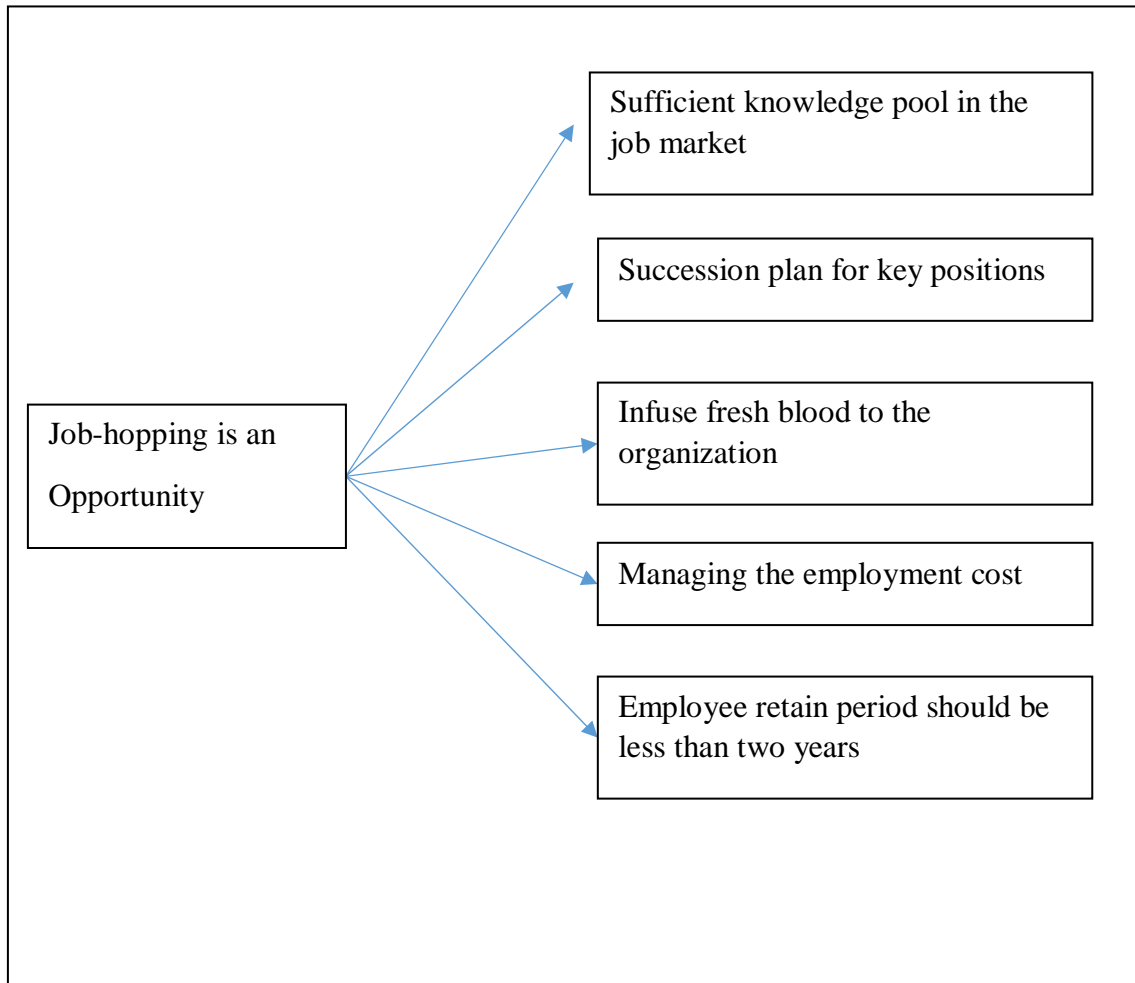 Sufficient knowledge pool in the
job market
Succession plan for key positions
Job-hopping is an
Opportunity
Infuse fresh blood to the
organization
Managing the employment cost
Employee retain period should be
less than two years